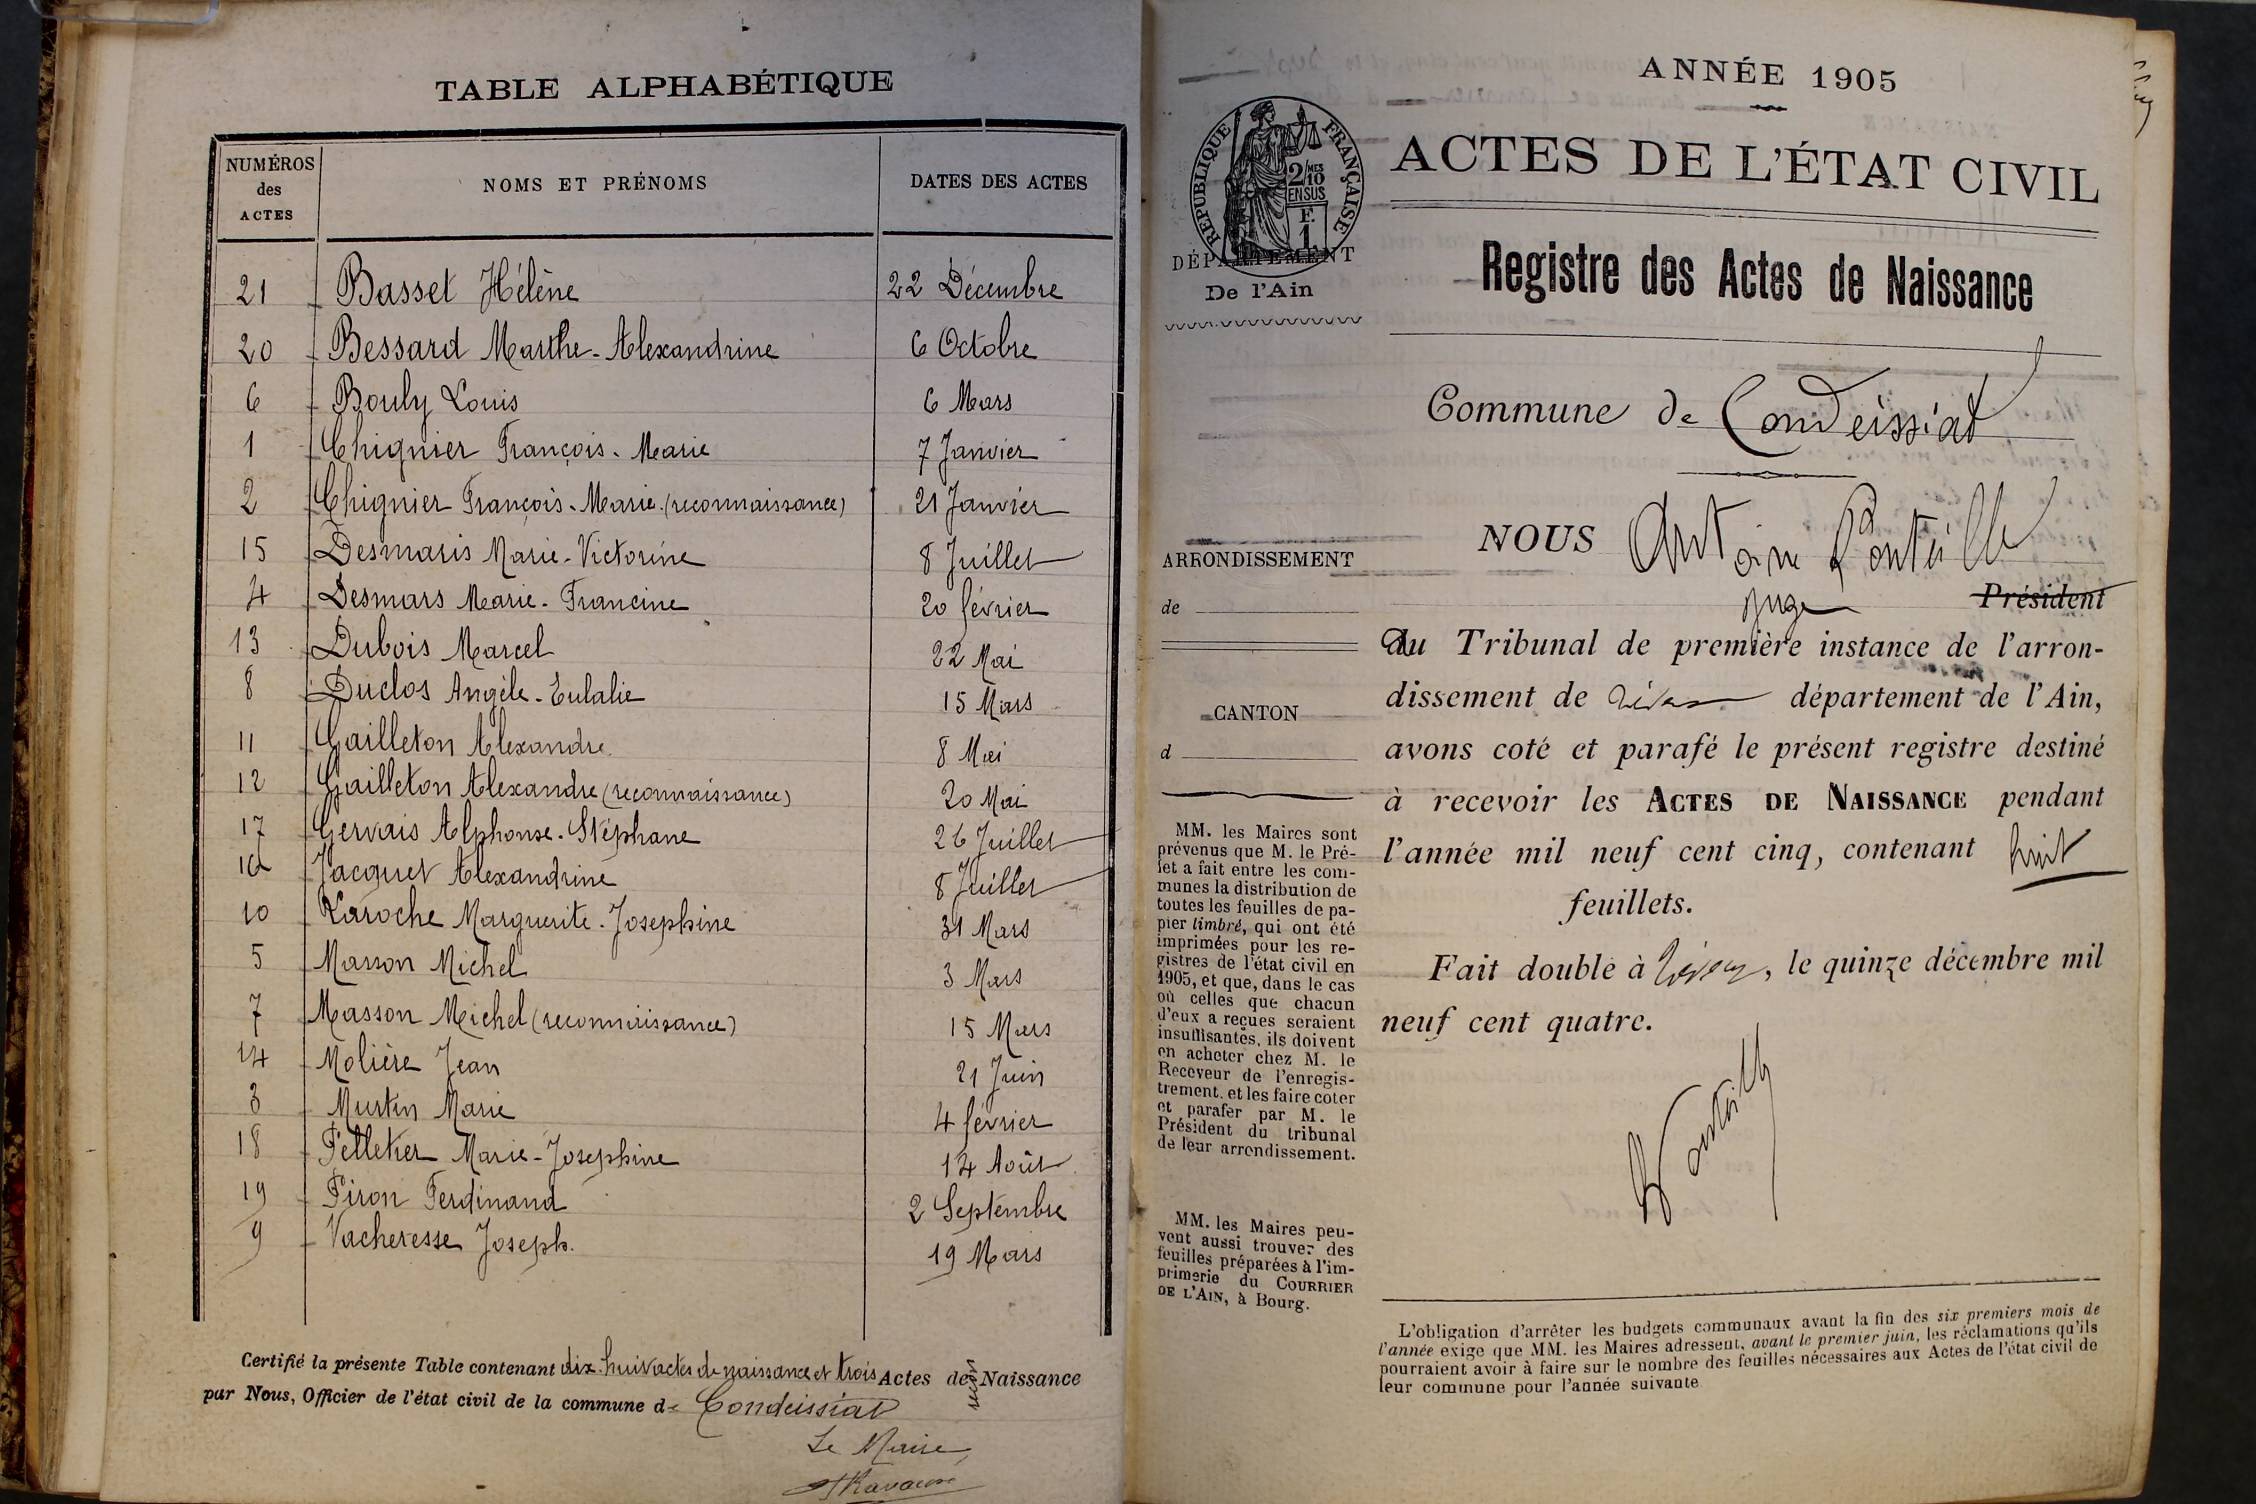 TABLE ALPHABÉTIQUE
NUMÉROS des ACTES NOMS ET PRÉNOMS DATES DES ACTES
21 Basset Hélène 22 Décembre
20 Bessard Marthe-Alexandrine 6 Octobre
6 Bouly Louis 6 Mars
1 Chignier François-Marie 7 Janvier
2 Chignier François-Marie (reconnaissance) 21 Janvier
15 Desmaris Marie-Victorine 8 Juillet
4 Desmars Marie-Francine 20 février
13 Dubois Marcel 22 Mai
8 Duclos Angèle-Eulalie 15 Mars
11 Gailleton Alexandre 8 Mai
12 Gailleton Alexandre (reconnaissance) 20 Mai
17 Gervais Alphonse-Stéphane 26 Juillet
16 Jacquet Alexandrine 8 Juillet
10 Laroche Marguerite-Josephine 31 Mars
5 Masson Michel 3 Mars
7 Masson Michel (reconnaissance) 15 Mars
14 Molière Jean 21 Juin
3 Murtin Marie 4 février
18 Pelletier Marie-Josephine 14 Août
19 Piron Ferdinand 2 Septembre
9 Vacheresse Joseph. 19 Mars
Certifié la présente Table contenant dix-huit actes de naissance et trois Actes de recon Naissance
par Nous, Officier de l'état civil de la commune de Condeissiat
Le Maire,
ANNÉE 1905
RÉPUBLIQUE FRANÇAISE
2/10 MES
EN SUS
F.
1
DÉPARTEMENT
De l'Ain
ACTES DE L'ÉTAT CIVIL
Registre des Actes de Naissance
Commune de Condeissiat
NOUS Antoine Ponteille
juge Président
du Tribunal de première instance de l'arron-
dissement de département de l'Ain,
avons coté et parafé le présent registre destiné
à recevoir les ACTES DE NAISSANCE pendant
l'année mil neuf cent cinq, contenant huit
feuillets.
Fait double à , le quinze décembre mil
neuf cent quatre.
Ponteille
ARRONDISSEMENT
de
CANTON
d
MM. les Maires sont
prévenus que M. le Pré-
fet a fait entre les com-
munes la distribution de
toutes les feuilles de pa-
pier timbré, qui ont été
imprimées pour les re-
gistres de l'état civil en
1905, et que, dans le cas
où celles que chacun
d'eux a reçues seraient
insuffisantes, ils doivent
en acheter chez M. le
Receveur de l'enregis-
trement. et les faire coter
et parafer par M. le
Président du tribunal
de leur arrondissement.
MM. les Maires peu-
vent aussi trouver des
feuilles préparées à l'im-
primerie du COURRIER
DE L'AIN, à Bourg.
L'obligation d'arrêter les budgets communaux avant la fin des six premiers mois de
l'année exige que MM. les Maires adressent, avant le premier juin, les réclamations qu'ils
pourraient avoir à faire sur le nombre des feuilles nécessaires aux Actes de l'état civil de
leur commune pour l'année suivante